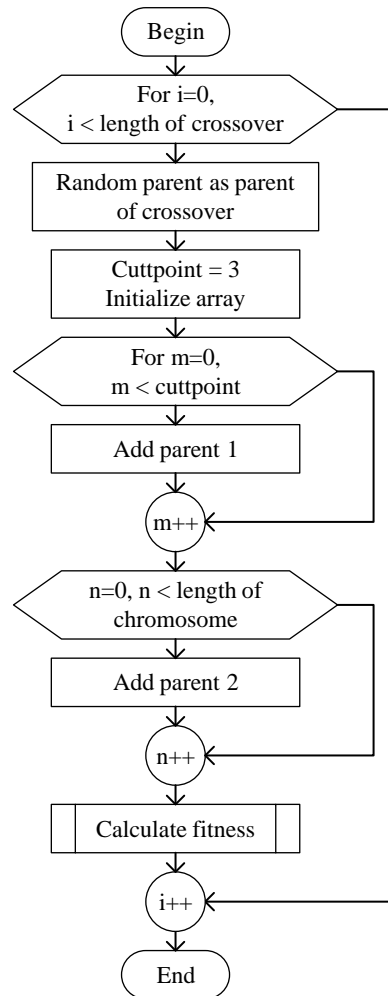 Begin
For i=0,
i < length of crossover
Random parent as parent
of crossover
Cuttpoint = 3
Initialize array
For m=0,
m < cuttpoint
Add parent 1
m++
n=0, n < length of
chromosome
Add parent 2
n++
Calculate fitness
i++
End